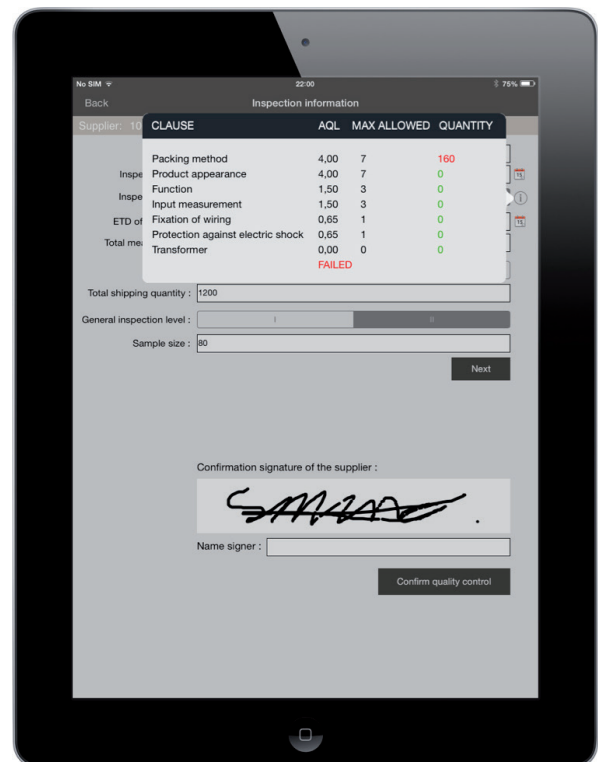 No SIM 22:00 75%
Back Inspection information
Supplier: 10
CLAUSE AQL MAX ALLOWED QUANTITY
Packing method 4,00 7 160
Product appearance 4,00 7 0
Function 1,50 3 0
Input measurement 1,50 3 0
Fixation of wiring 0,65 1 0
Protection against electric shock 0,65 1 0
Transformer 0,00 0 0
FAILED
Inspe
Inspe
ETD of
Total mea
Total shipping quantity : 1200
General inspection level : I II
Sample size : 80
Next
Confirmation signature of the supplier :
Name signer :
Confirm quality control